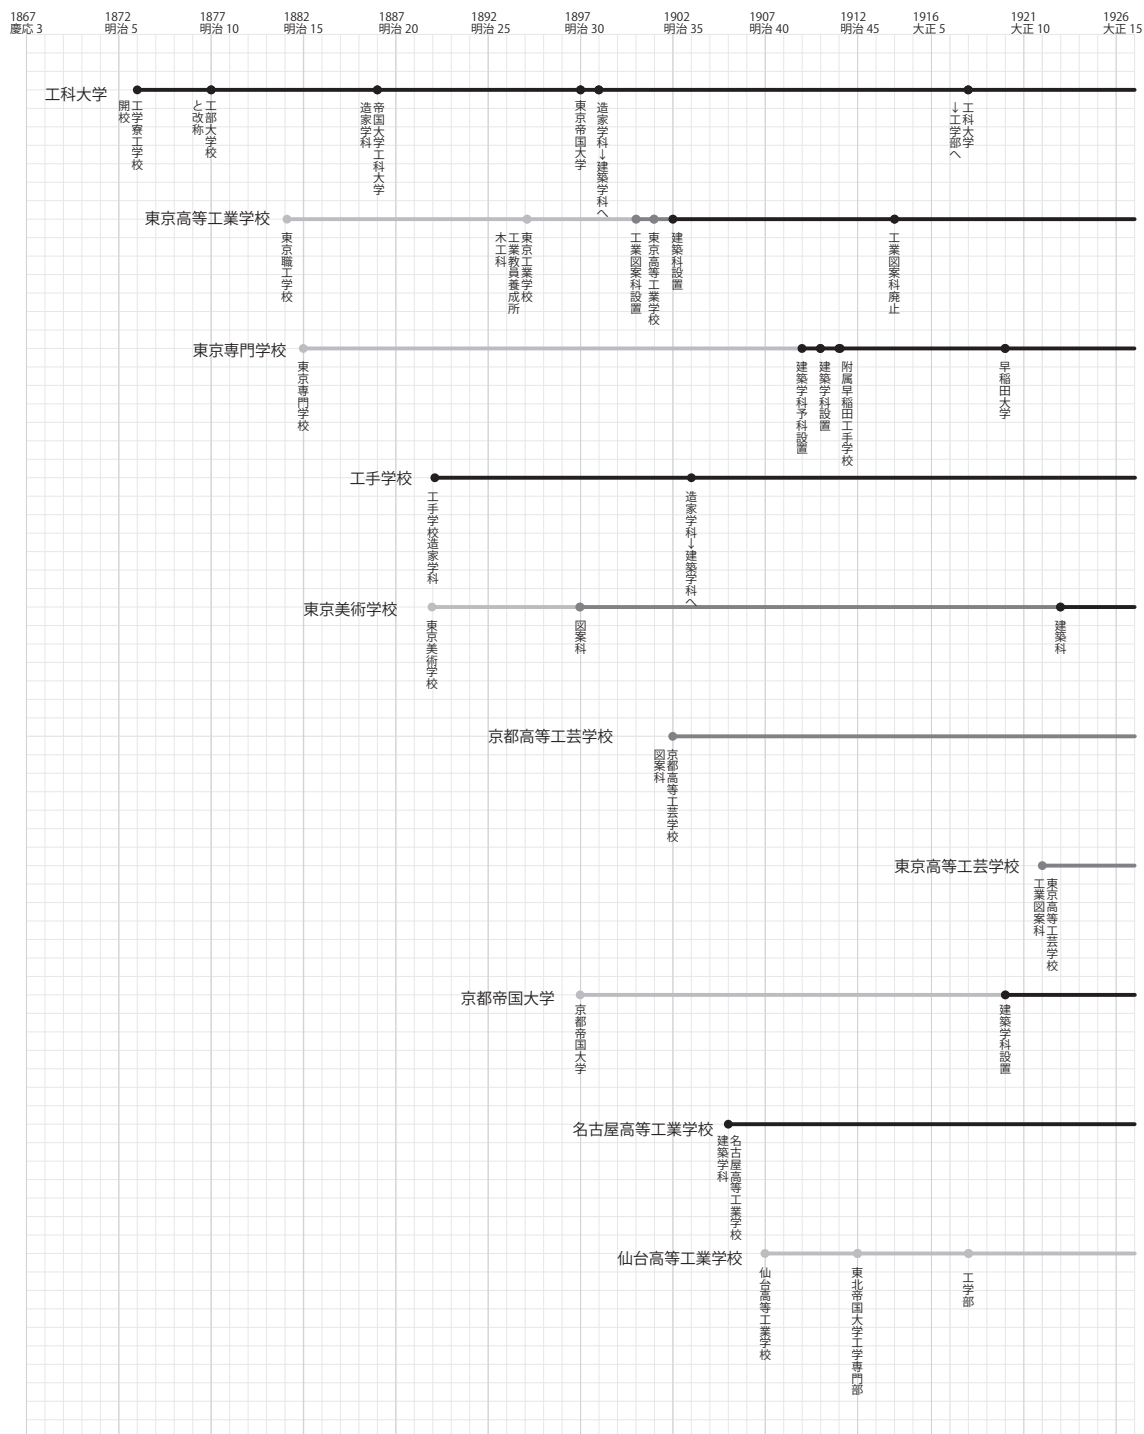 1867
慶応 3
1872
明治 5
1877
明治 10
1882
明治 15
1887
明治 20
1892
明治 25
1897
明治 30
1902
明治 35
1907
明治 40
1912
明治 45
1916
大正 5
1921
大正 10
1926
大正 15
工科大学
工学寮工学校
開校
工部大学校
と改称
帝国大学工科大学
造家学科
東京帝国大学
造家学科→建築学科へ
工科大学
→工学部へ
東京高等工業学校
東京職工学校
東京工業学校
工業教員養成所
木工科
工業図案科設置
東京高等工業学校
建築科設置
工業図案科廃止
東京専門学校
東京専門学校
建築学科予科設置
建築学科設置
附属早稲田工手学校
早稲田大学
工手学校
工手学校造家学科
造家学科→建築学科へ
東京美術学校
東京美術学校
図案科
建築科
京都高等工芸学校
京都高等工芸学校
図案科
東京高等工芸学校
東京高等工芸学校
工業図案科
京都帝国大学
京都帝国大学
建築学科設置
名古屋高等工業学校
名古屋高等工業学校
建築学科
仙台高等工業学校
仙台高等工業学校
東北帝国大学工学専門部
工学部